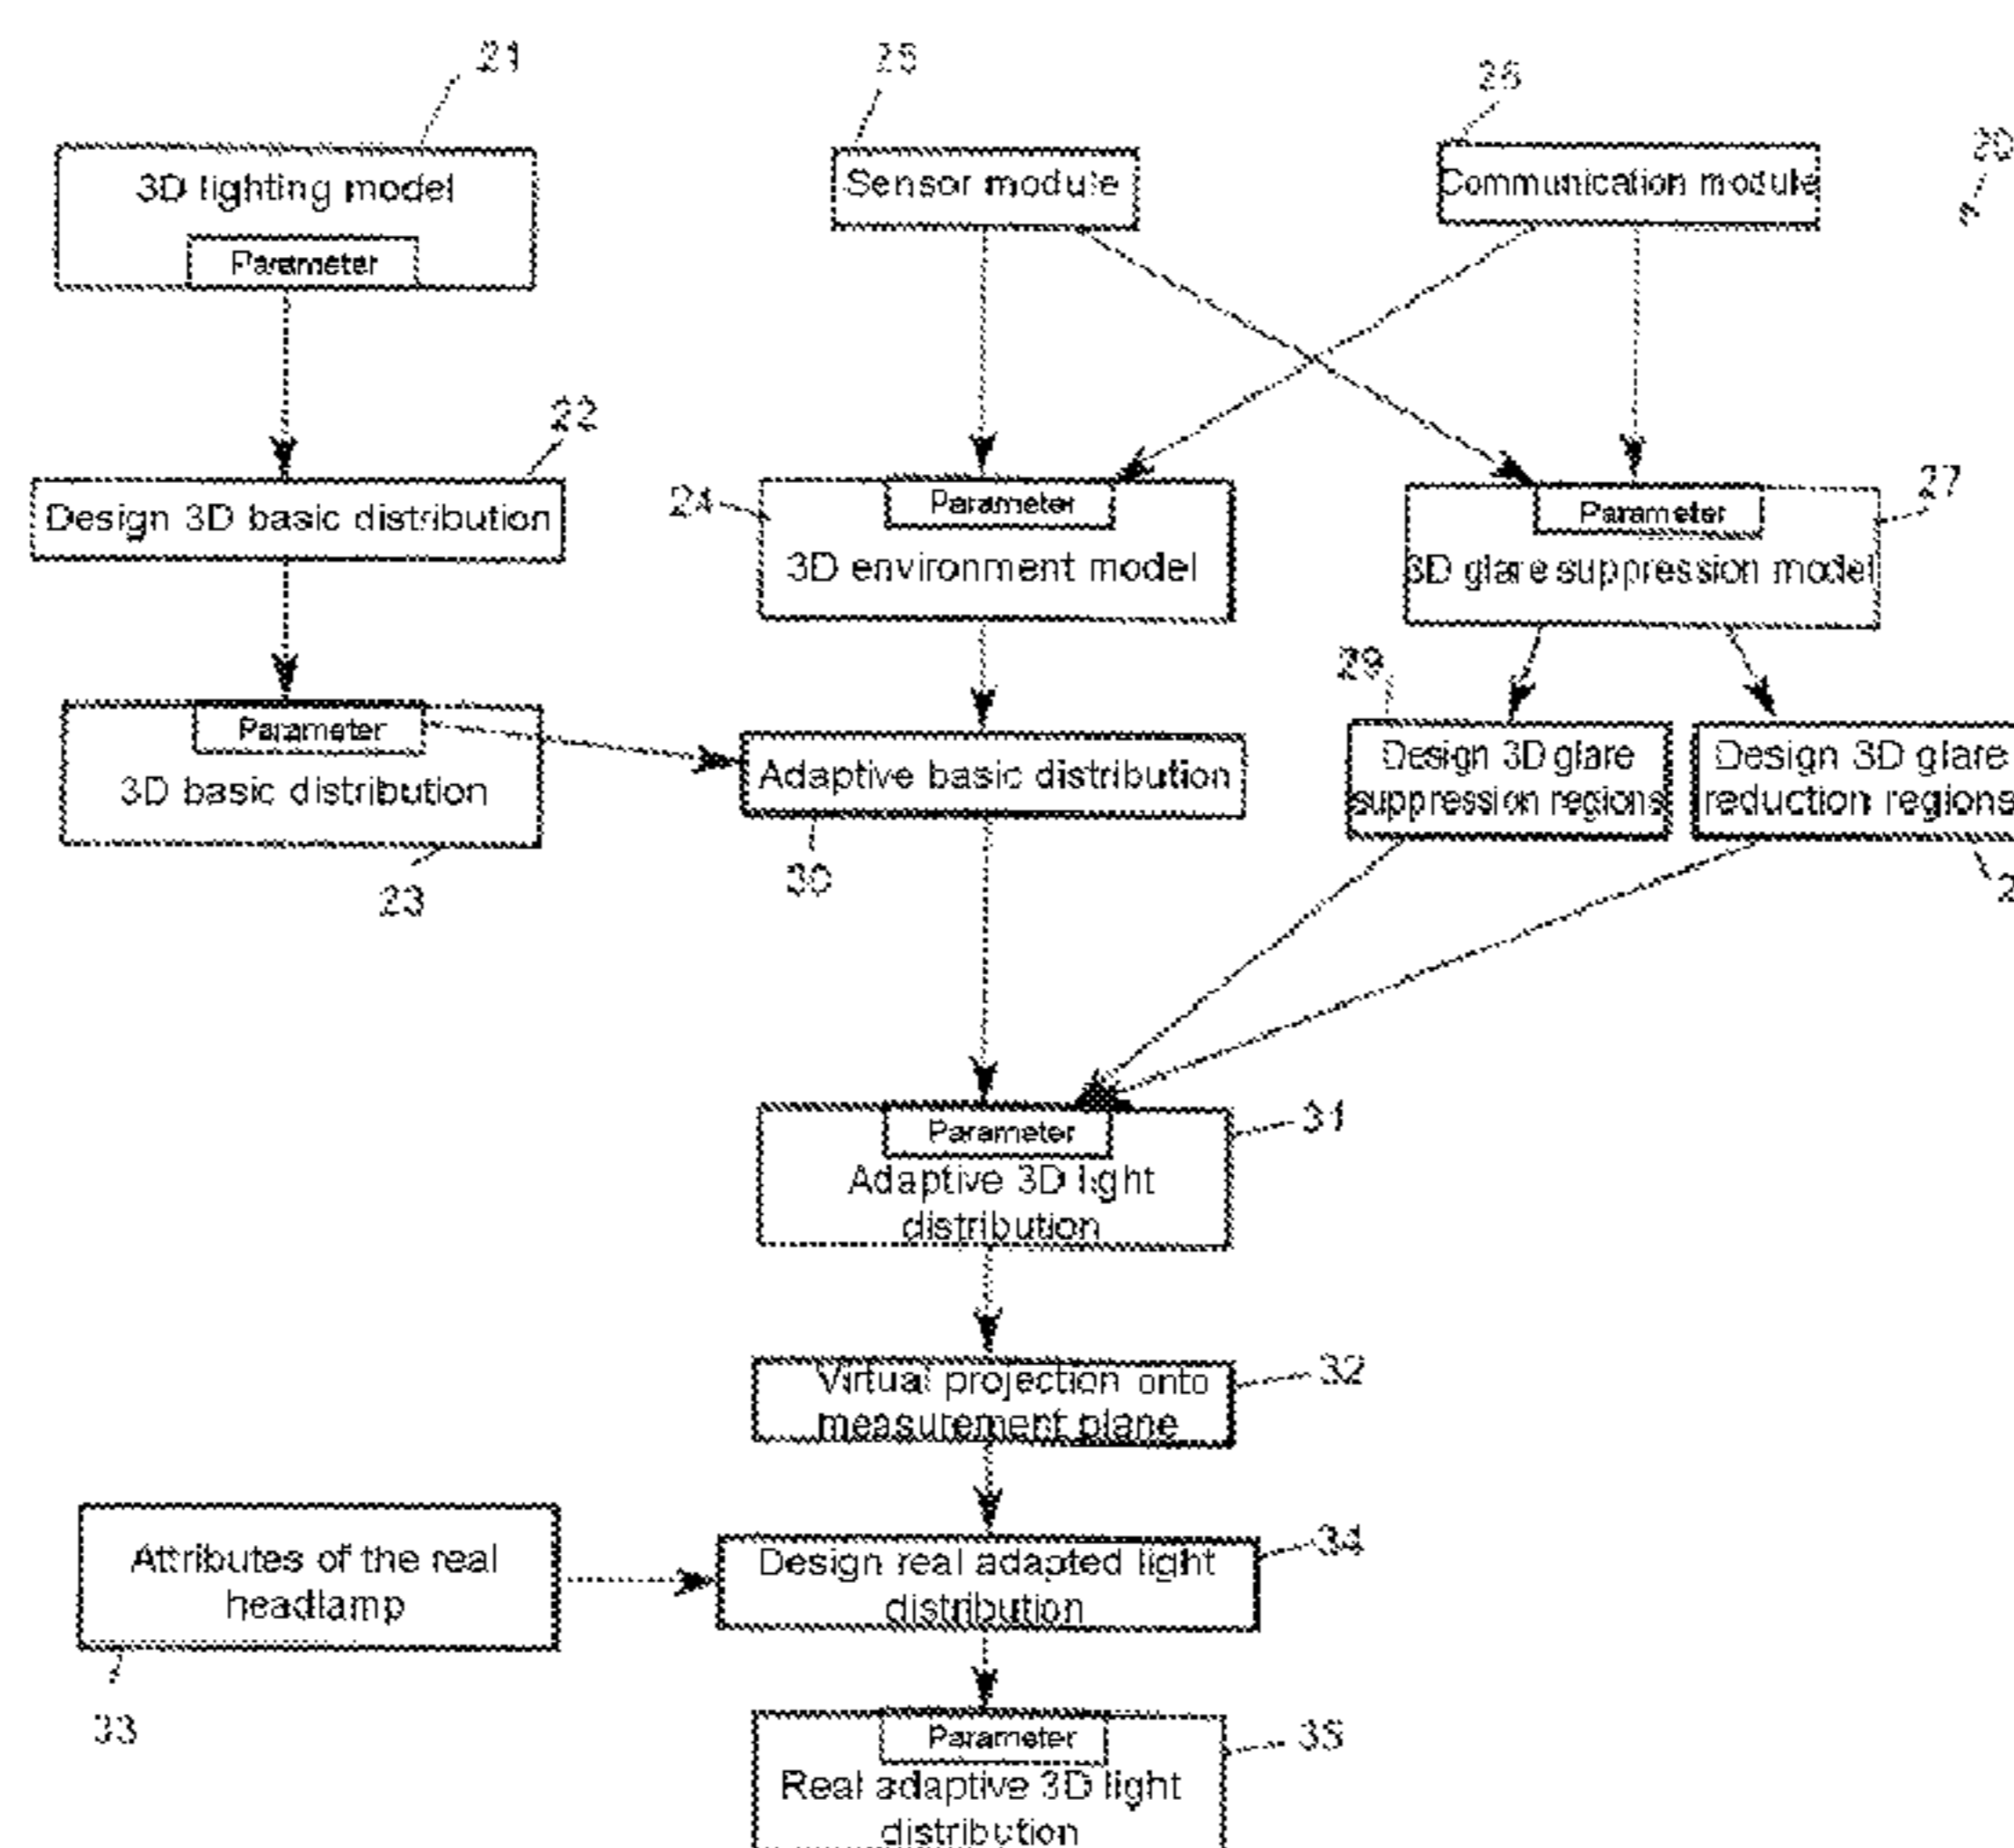 21
25
26
20
3D lighting model
Parameter
Sensor module
Communication module
22
Design 3D basic distribution
24
Parameter
3D environment model
27
Parameter
3D glare suppression model
29
Parameter
3D basic distribution
23
Adaptive basic distribution
30
Design 3D glare
suppression regions
Design 3D glare
reduction regions
31
Parameter
Adaptive 3D light
distribution
Virtual projection onto
measurement plane
32
Attributes of the real
headlamp
33
Design real adapted light
distribution
34
Parameter
Real adaptive 3D light
distribution
35